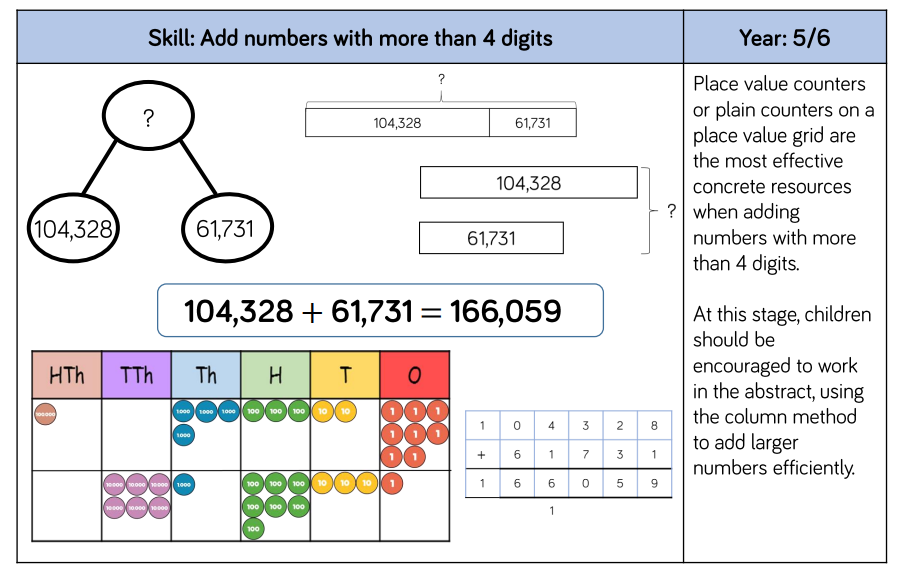 Skill: Add numbers with more than 4 digits
Year: 5/6
?
104,328
61,731
?
104,328
61,731
104,328
61,731
?
104,328 + 61,731 = 166,059
HTh TTh Th H T O
100,000 1,000 1,000 1,000 100 100 100 10 10 1 1 1
1,000 1 1 1
1 1
10,000 10,000 10,000 1,000 100 100 100 10 10 10 1
10,000 10,000 10,000 100 100 100
100
1 0 4 3 2 8
+ 6 1 7 3 1
1 6 6 0 5 9
1
Place value counters
or plain counters on a
place value grid are
the most effective
concrete resources
when adding
numbers with more
than 4 digits.
At this stage, children
should be
encouraged to work
in the abstract, using
the column method
to add larger
numbers efficiently.